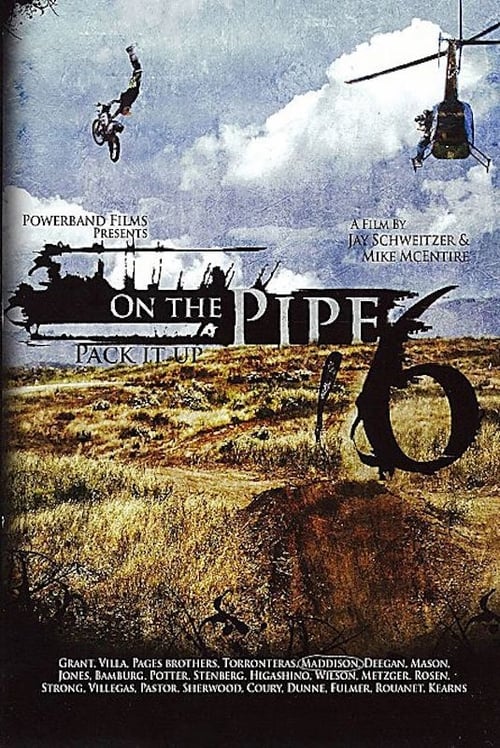 POWERBAND FILMS
PRESENTS
A FILM BY
JAY SCHWEITZER &
MIKE MCENTIRE
ON THE PIPE 6
PACK IT UP
GRANT, VILLA, PAGES BROTHERS, TORRONTERAS, MADDISON, DEEGAN, MASON,
JONES, BAMBURG, POTTER, STENBERG, HIGASHINO, WILSON, METZGER, ROSEN,
STRONG, VILLEGAS, PASTOR, SHERWOOD, COURY, DUNNE, FULMER, ROUANET, KEARNS